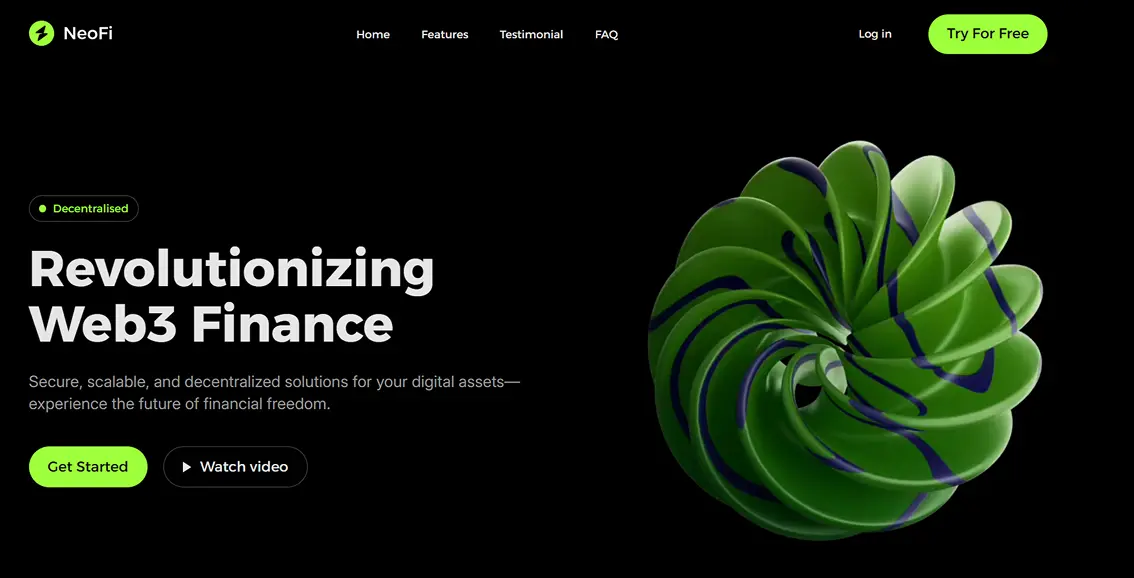 NeoFi
Home
Features
Testimonial
FAQ
Log in
Try For Free
Decentralised
Revolutionizing
Web3 Finance
Secure, scalable, and decentralized solutions for your digital assets—
experience the future of financial freedom.
Get Started
Watch video